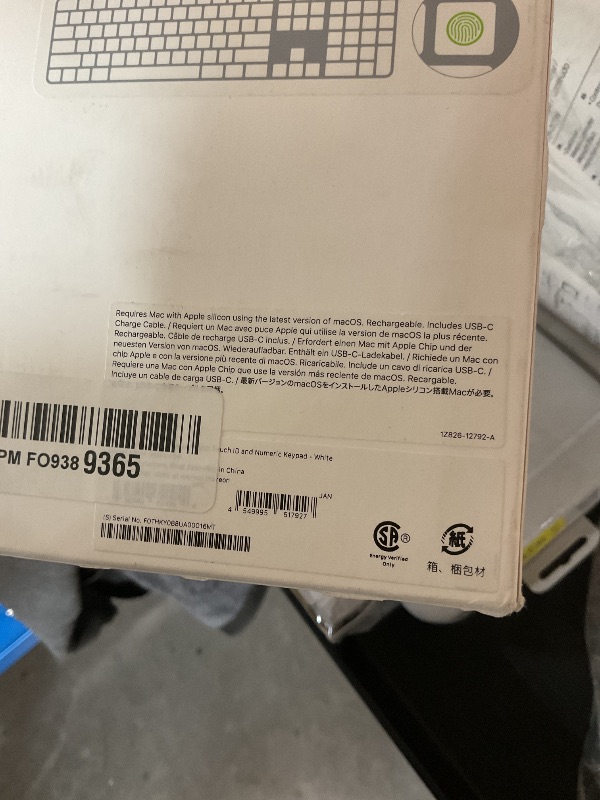 Requires Mac with Apple silicon using the latest version of macOS. Rechargeable. Includes USB-C
Charge Cable. / Requiert un Mac avec puce Apple qui utilise la version de macOS la plus récente.
Rechargeable. Câble de recharge USB-C inclus. / Erfordert einen Mac mit Apple Chip und der
neuesten Version von macOS. Wiederaufladbar. Enthält ein USB-C-Ladekabel. / Richiede un Mac con
chip Apple e con la versione più recente di macOS. Ricaricabile. Include un cavo di ricarica USB-C. /
Requiere una Mac con Apple Chip que use la versión más reciente de macOS. Recargable.
Incluye un cable de carga USB-C. / 最新バージョンのmacOSをインストールしたAppleシリコン搭載Macが必要。
1Z826-12792-A
PM FO938 9365
ouch ID and Numeric Keypad - White
in China
JAN
4 549995 517927
(S) Serial No. F0THKY0B8UA00016MT
SA ®
Energy Verified
Only
紙
箱、梱包材